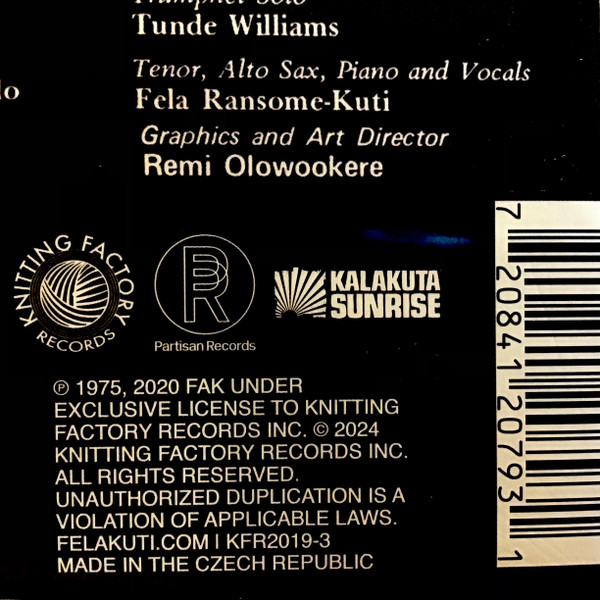 Trumpet Solo
Tunde Williams
Tenor, Alto Sax, Piano and Vocals
Fela Ransome-Kuti
Graphics and Art Director
Remi Olowookere
KNITTING FACTORY RECORDS
Partisan Records
KALAKUTA
SUNRISE
℗ 1975, 2020 FAK UNDER
EXCLUSIVE LICENSE TO KNITTING
FACTORY RECORDS INC. © 2024
KNITTING FACTORY RECORDS INC.
ALL RIGHTS RESERVED.
UNAUTHORIZED DUPLICATION IS A
VIOLATION OF APPLICABLE LAWS.
FELAKUTI.COM | KFR2019-3
MADE IN THE CZECH REPUBLIC
7 20841 20793 1